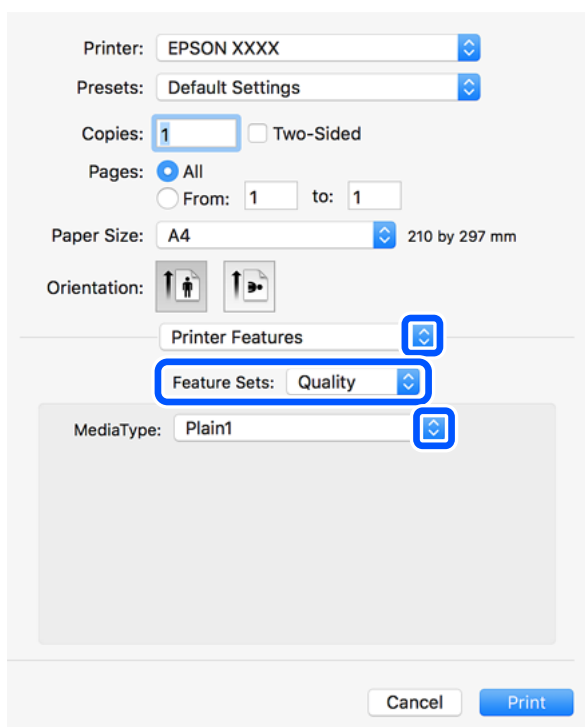 Printer: EPSON XXXX
Presets: Default Settings
Copies: 1 Two-Sided
Pages: All
From: 1 to: 1
Paper Size: A4 210 by 297 mm
Orientation:
Printer Features
Feature Sets: Quality
MediaType: Plain1
Cancel Print